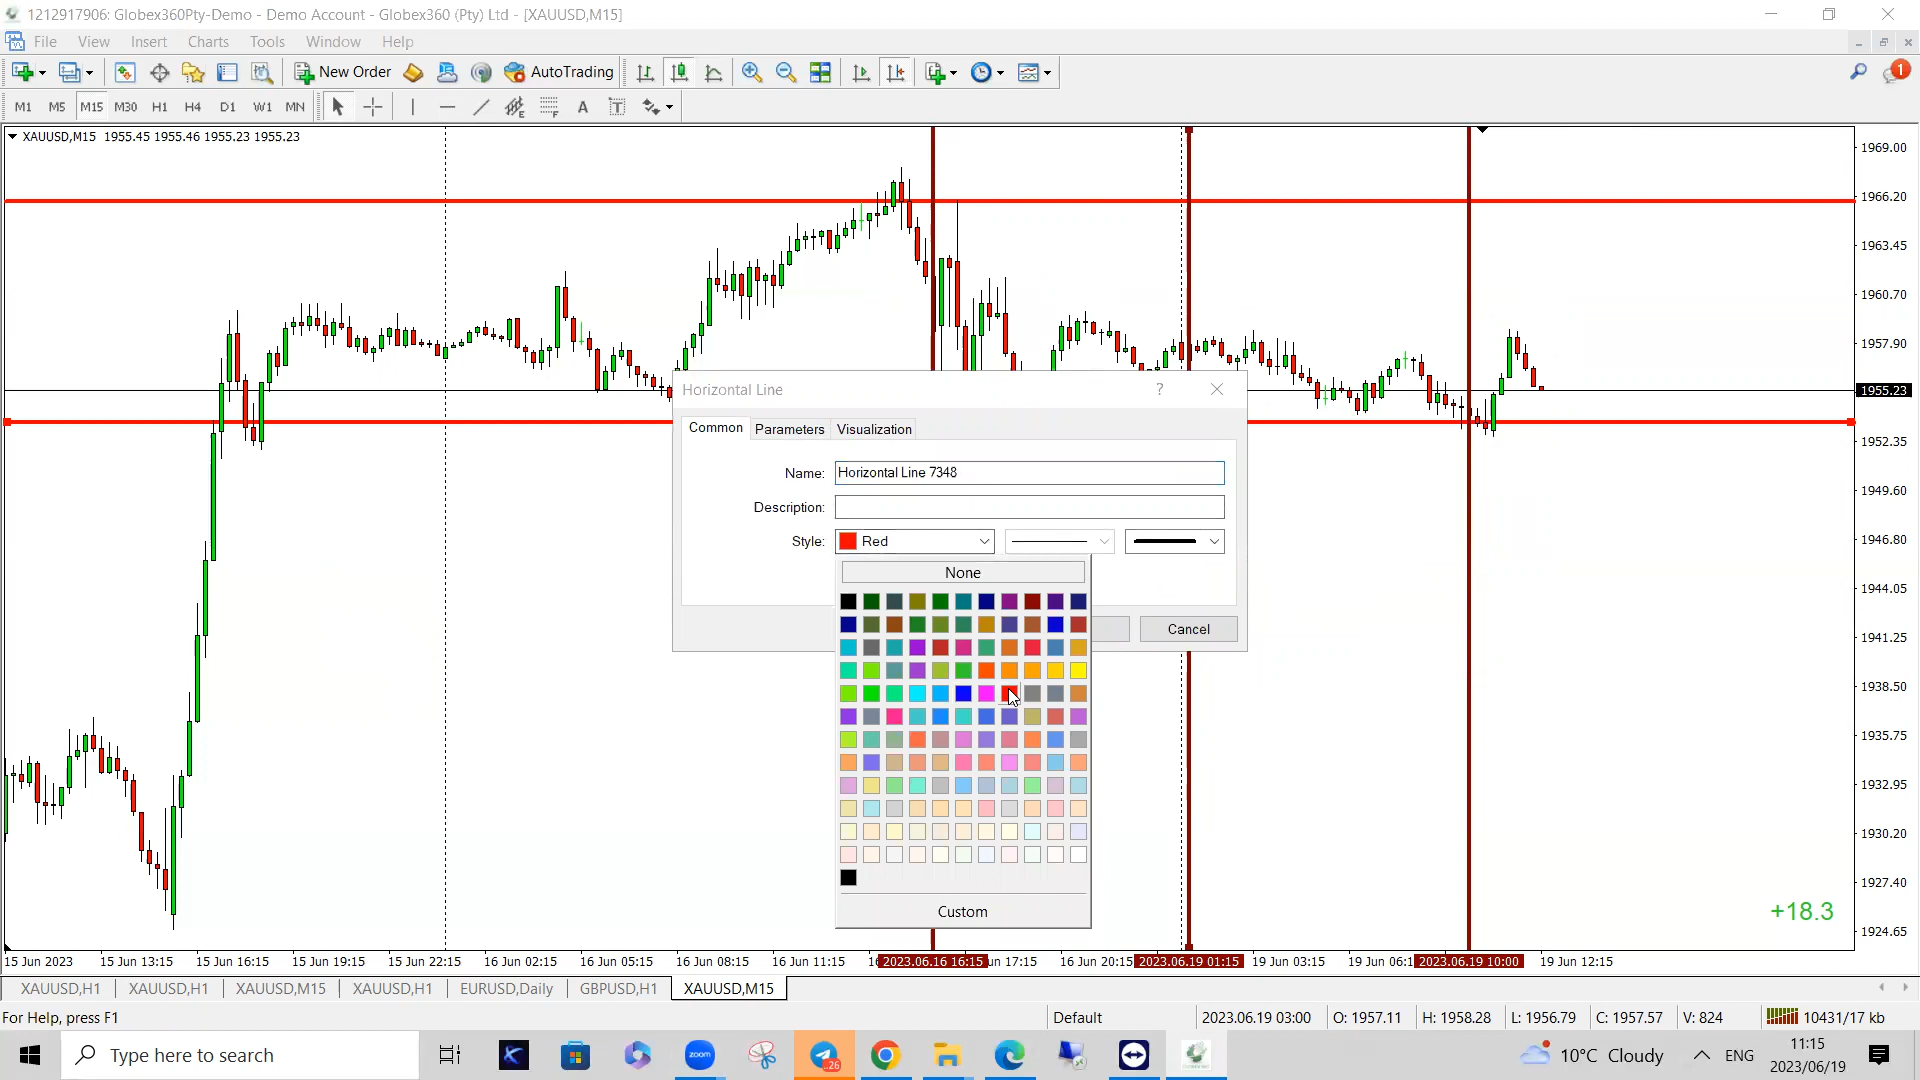 1212917906: Globex360Pty-Demo - Demo Account - Globex360 (Pty) Ltd - [XAUUSD,M15]
File View Insert Charts Tools Window Help
New Order AutoTrading 1
M1 M5 M15 M30 H1 H4 D1 W1 MN E F A T
XAUUSD,M15 1955.45 1955.46 1955.23 1955.23
1969.00
1966.20
1963.45
1960.70
1957.90
1955.23
1952.35
1949.60
1946.80
1944.05
1941.25
1938.50
1935.75
1932.95
1930.20
1927.40
1924.65
Horizontal Line ?
Common Parameters Visualization
Name: Horizontal Line 7348
Description:
Style: Red
None
Cancel
Custom
+18.3
15 Jun 2023 15 Jun 13:15 15 Jun 16:15 15 Jun 19:15 15 Jun 22:15 16 Jun 02:15 16 Jun 05:15 16 Jun 08:15 16 Jun 11:15 2023.06.16 16:15 17:15 16 Jun 20:15 2023.06.19 01:15 19 Jun 03:15 19 Jun 06:1 2023.06.19 10:00 19 Jun 12:15
XAUUSD,H1 XAUUSD,H1 XAUUSD,M15 XAUUSD,H1 EURUSD,Daily GBPUSD,H1 XAUUSD,M15
For Help, press F1 Default 2023.06.19 03:00 O: 1957.11 H: 1958.28 L: 1956.79 C: 1957.57 V: 824 10431/17 kb
Type here to search zoom 26 10°C Cloudy ENG 11:15
2023/06/19